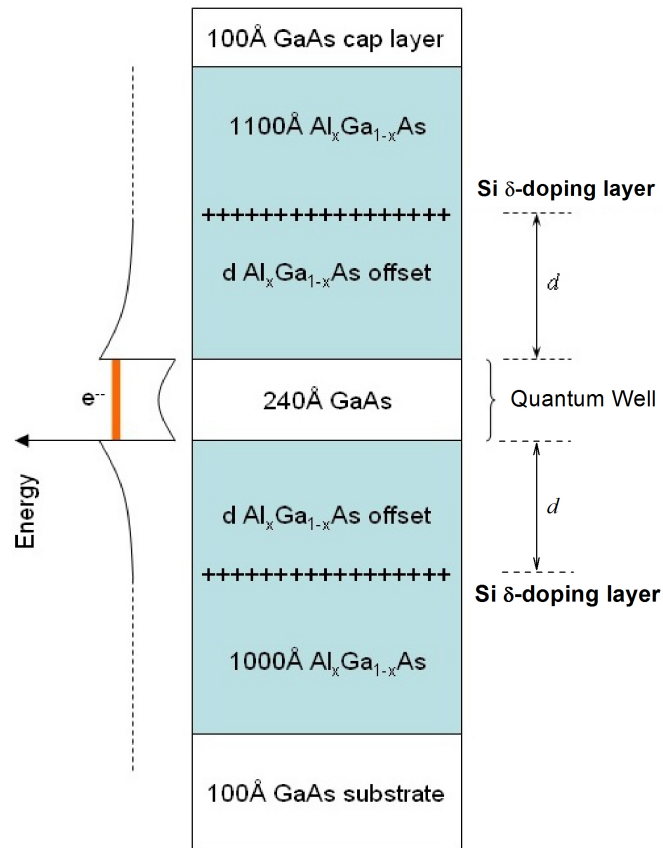 100Å GaAs cap layer
1100Å AlₓGa₁₋ₓAs
Si δ-doping layer
++++++++++++++++
d AlₓGa₁₋ₓAs offset
d
e--
240Å GaAs
Quantum Well
Energy
d AlₓGa₁₋ₓAs offset
d
++++++++++++++++
Si δ-doping layer
1000Å AlₓGa₁₋ₓAs
100Å GaAs substrate